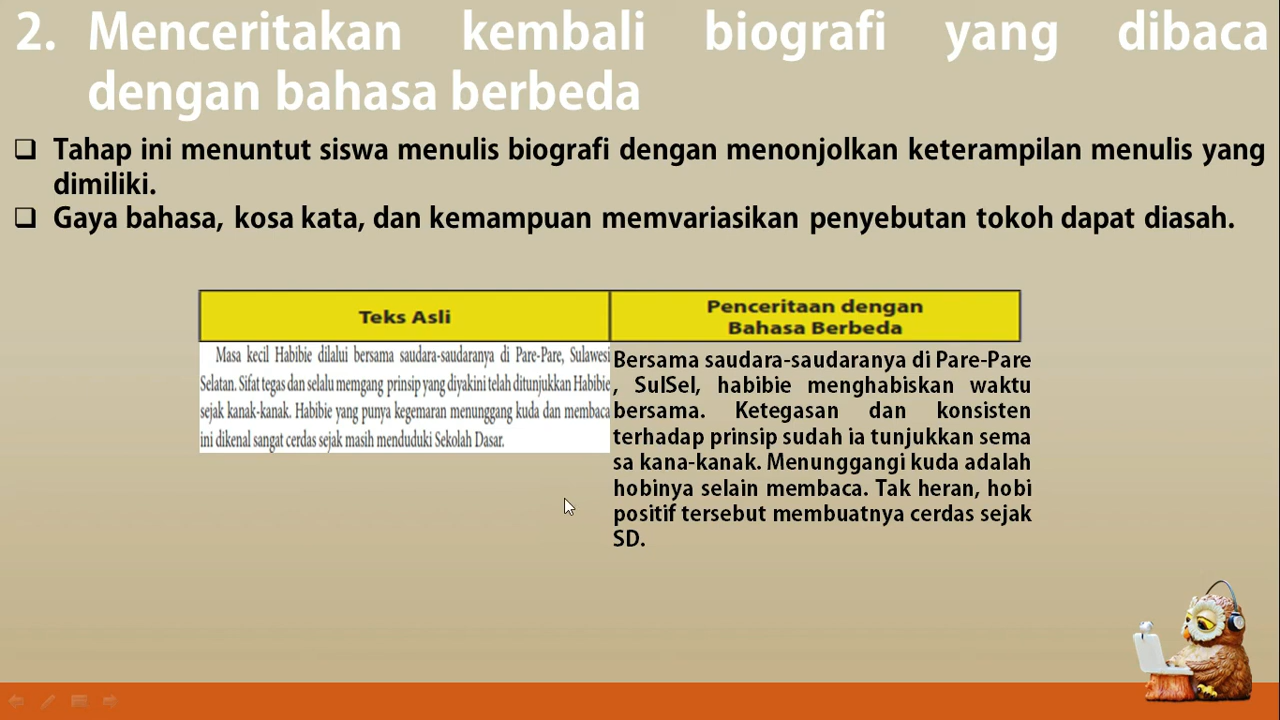 2. Menceritakan kembali biografi yang dibaca
dengan bahasa berbeda
Tahap ini menuntut siswa menulis biografi dengan menonjolkan keterampilan menulis yang
dimiliki.
Gaya bahasa, kosa kata, dan kemampuan memvariasikan penyebutan tokoh dapat diasah.
Teks Asli
Masa kecil Habibie dilalui bersama saudara-saudaranya di Pare-Pare, Sulawesi
Selatan. Sifat tegas dan selalu memgang prinsip yang diyakini telah ditunjukkan Habibie
sejak kanak-kanak. Habibie yang punya kegemaran menunggang kuda dan membaca
ini dikenal sangat cerdas sejak masih menduduki Sekolah Dasar.
Penceritaan dengan
Bahasa Berbeda
Bersama saudara-saudaranya di Pare-Pare
, SulSel, habibie menghabiskan waktu
bersama. Ketegasan dan konsisten
terhadap prinsip sudah ia tunjukkan sema
sa kana-kanak. Menunggangi kuda adalah
hobinya selain membaca. Tak heran, hobi
positif tersebut membuatnya cerdas sejak
SD.